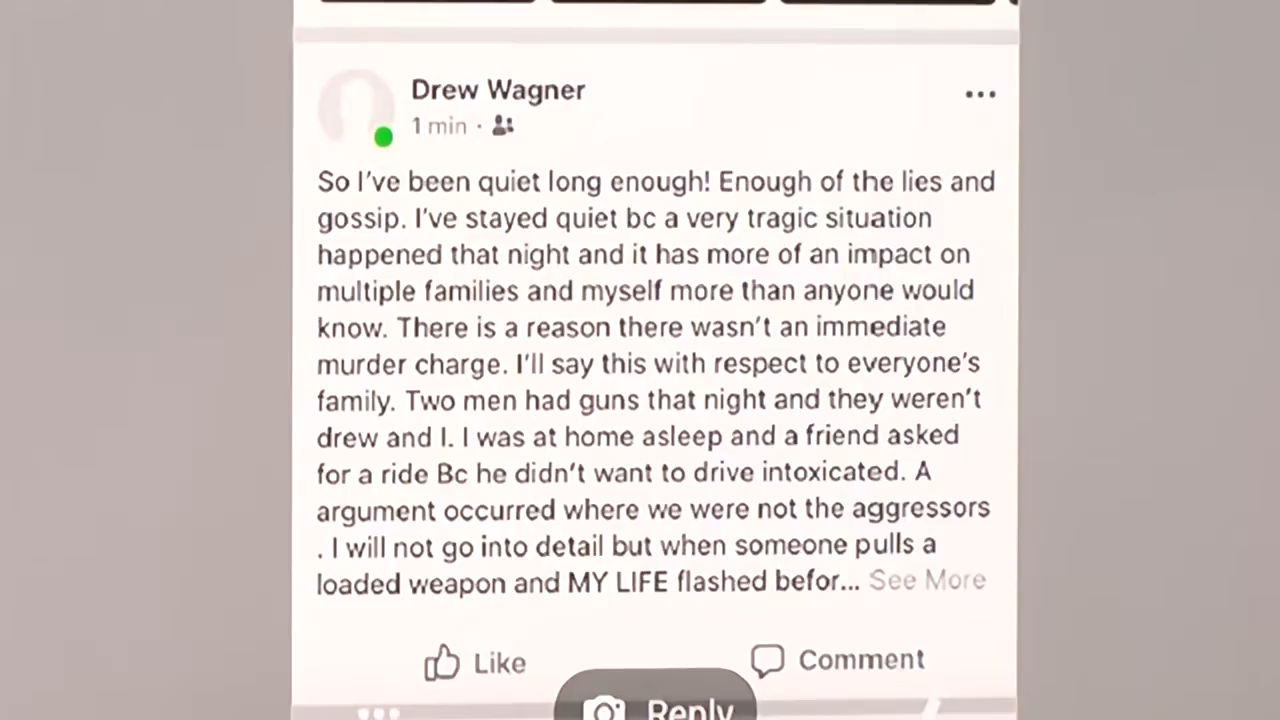 Drew Wagner
1 min ·
So I've been quiet long enough! Enough of the lies and
gossip. I've stayed quiet bc a very tragic situation
happened that night and it has more of an impact on
multiple families and myself more than anyone would
know. There is a reason there wasn't an immediate
murder charge. I'll say this with respect to everyone's
family. Two men had guns that night and they weren't
drew and I. I was at home asleep and a friend asked
for a ride Bc he didn't want to drive intoxicated. A
argument occurred where we were not the aggressors
. I will not go into detail but when someone pulls a
loaded weapon and MY LIFE flashed befor... See More
Like Comment
Reply